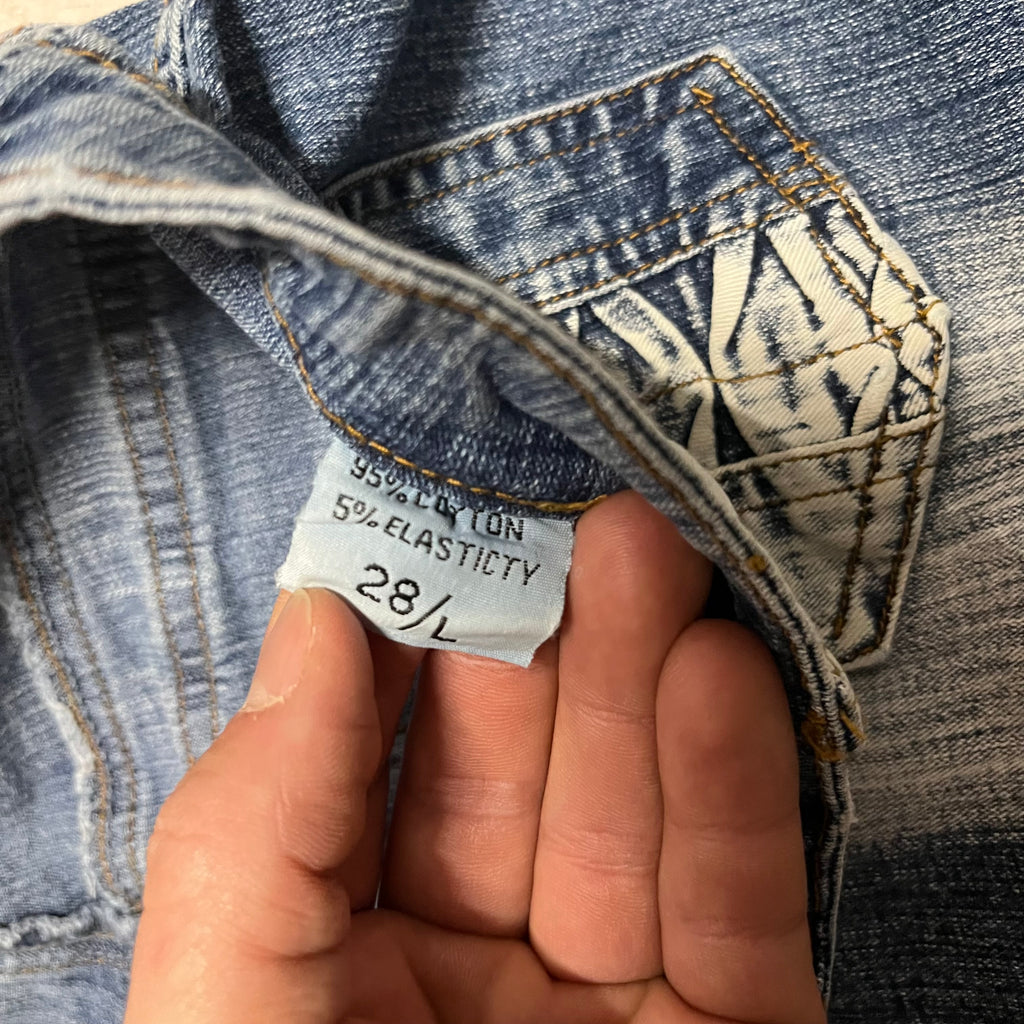 95% COTTON
5% ELASTICTY
28/L